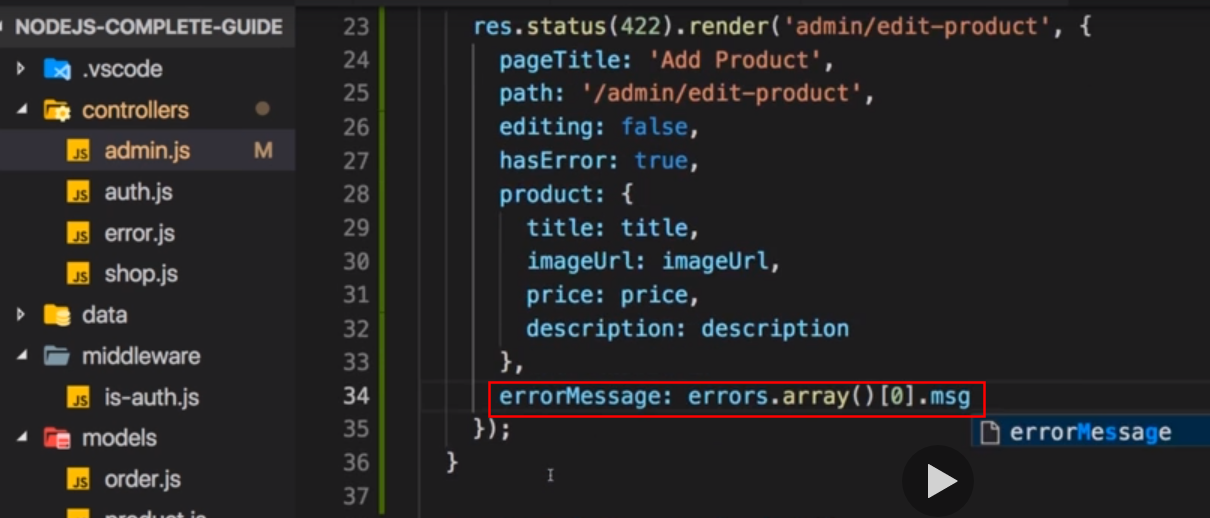 NODEJS-COMPLETE-GUIDE
.vscode
controllers
JS admin.js M
JS auth.js
JS error.js
JS shop.js
data
middleware
JS is-auth.js
models
JS order.js
product.js
23 res.status(422).render('admin/edit-product', {
24 pageTitle: 'Add Product',
25 path: '/admin/edit-product',
26 editing: false,
27 hasError: true,
28 product: {
29 title: title,
30 imageUrl: imageUrl,
31 price: price,
32 description: description
33 },
34 errorMessage: errors.array()[0].msg
35 });
errorMessage
36 }
37